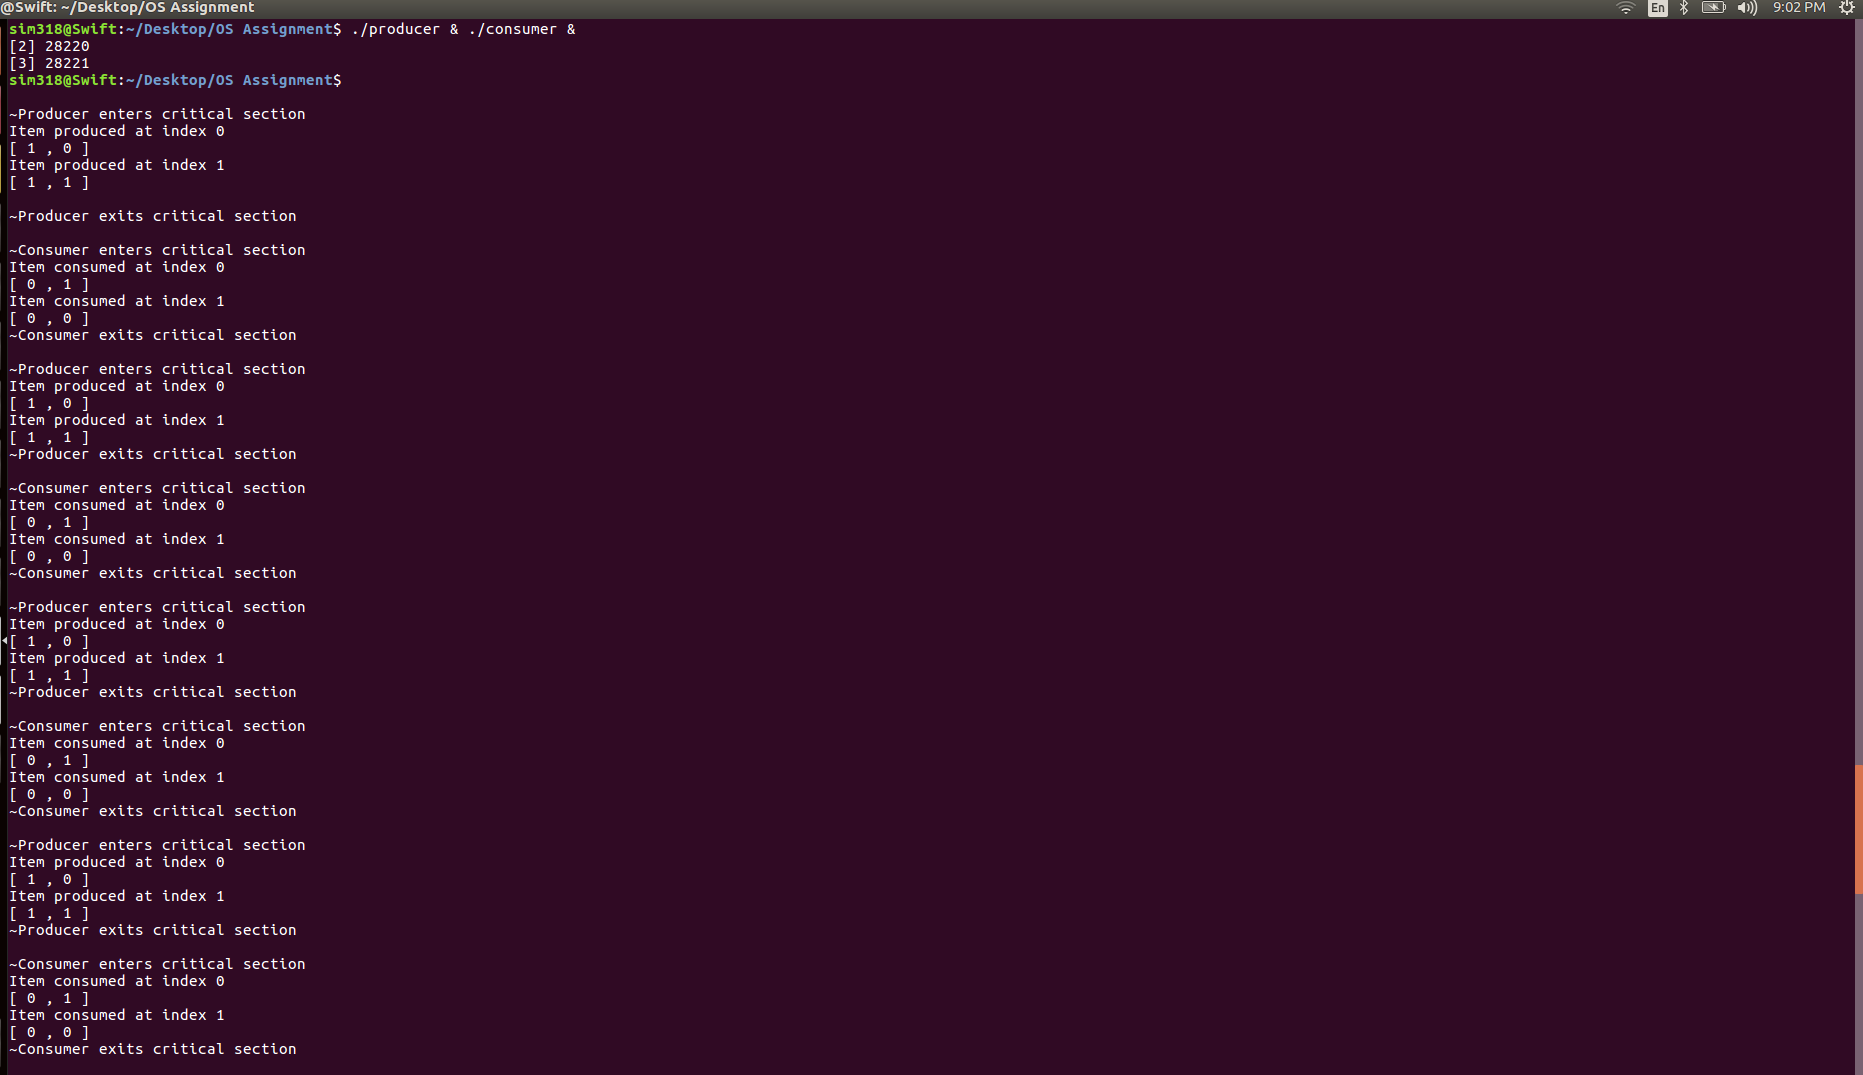 @Swift: ~/Desktop/OS Assignment
En
9:02 PM
sim318@Swift:~/Desktop/OS Assignment$ ./producer & ./consumer &
[2] 28220
[3] 28221
sim318@Swift:~/Desktop/OS Assignment$
~Producer enters critical section
Item produced at index 0
[ 1 , 0 ]
Item produced at index 1
[ 1 , 1 ]
~Producer exits critical section
~Consumer enters critical section
Item consumed at index 0
[ 0 , 1 ]
Item consumed at index 1
[ 0 , 0 ]
~Consumer exits critical section
~Producer enters critical section
Item produced at index 0
[ 1 , 0 ]
Item produced at index 1
[ 1 , 1 ]
~Producer exits critical section
~Consumer enters critical section
Item consumed at index 0
[ 0 , 1 ]
Item consumed at index 1
[ 0 , 0 ]
~Consumer exits critical section
~Producer enters critical section
Item produced at index 0
[ 1 , 0 ]
Item produced at index 1
[ 1 , 1 ]
~Producer exits critical section
~Consumer enters critical section
Item consumed at index 0
[ 0 , 1 ]
Item consumed at index 1
[ 0 , 0 ]
~Consumer exits critical section
~Producer enters critical section
Item produced at index 0
[ 1 , 0 ]
Item produced at index 1
[ 1 , 1 ]
~Producer exits critical section
~Consumer enters critical section
Item consumed at index 0
[ 0 , 1 ]
Item consumed at index 1
[ 0 , 0 ]
~Consumer exits critical section